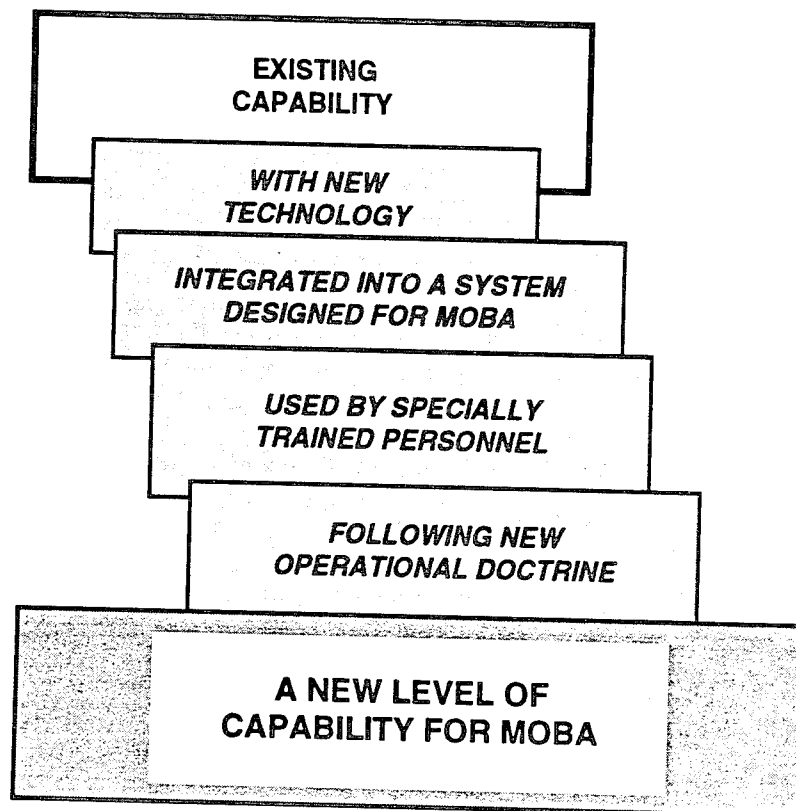 EXISTING
CAPABILITY
WITH NEW
TECHNOLOGY
INTEGRATED INTO A SYSTEM
DESIGNED FOR MOBA
USED BY SPECIALLY
TRAINED PERSONNEL
FOLLOWING NEW
OPERATIONAL DOCTRINE
A NEW LEVEL OF
CAPABILITY FOR MOBA